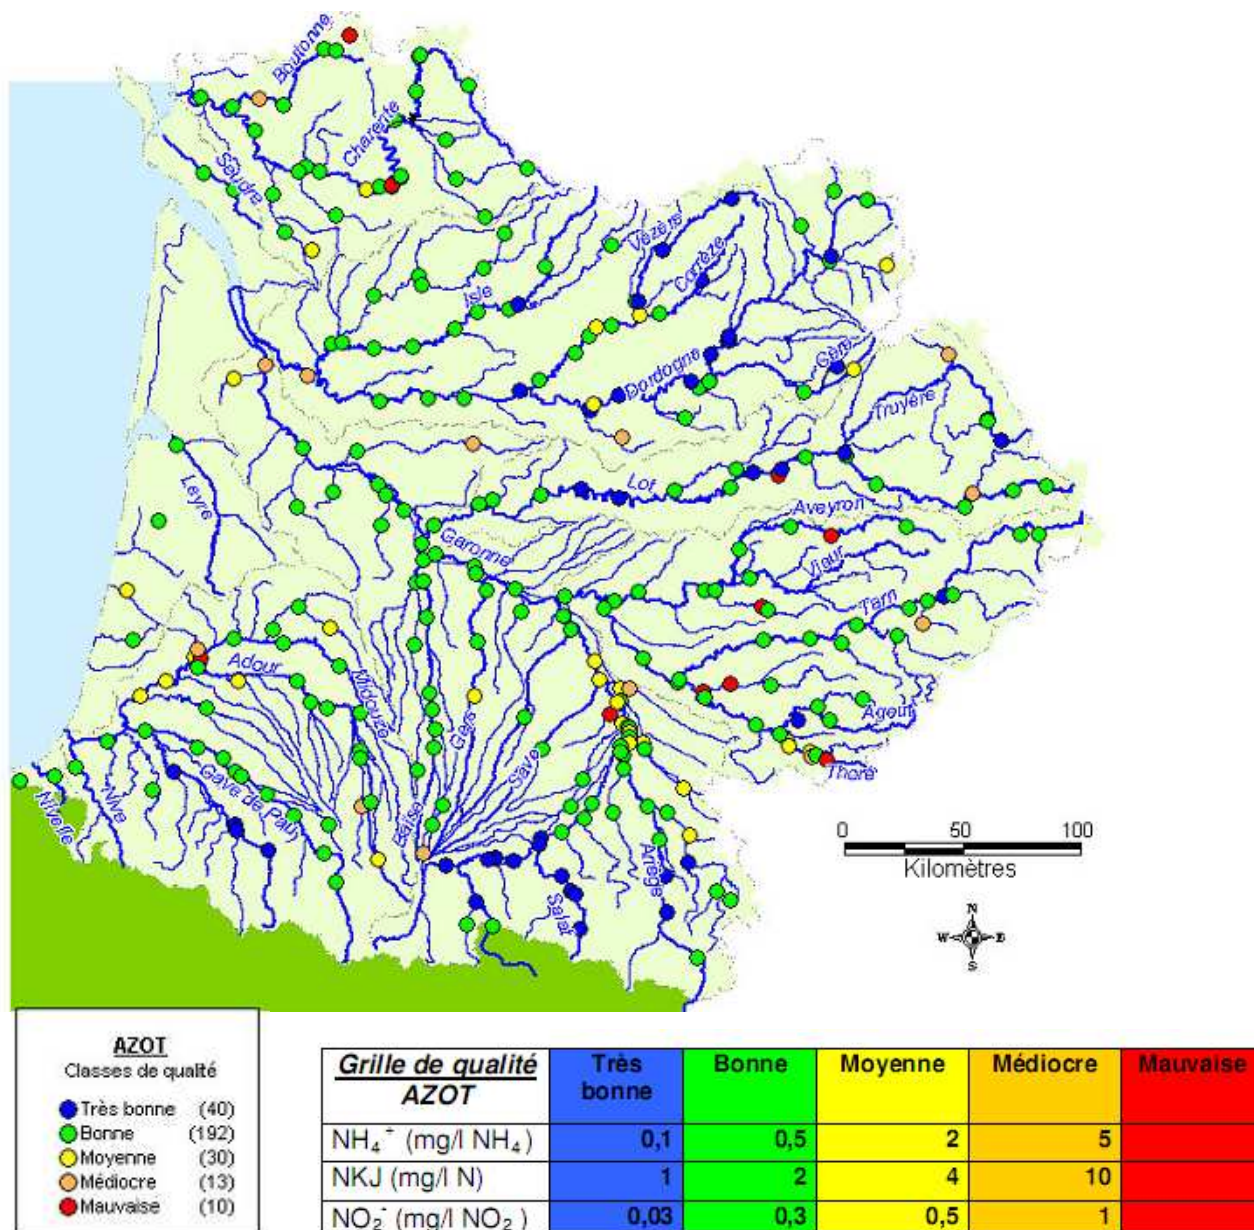 Boutonne
Charente
Seudre
Vézère
Corrèze
Isle
Dordogne
Cère
Truyère
Leyre
Lot
Aveyron
Garonne
Viaur
Tarn
Adour
Midouze
Gers
Save
Agout
Thoré
Gave de Pau
Nive
Nivelle
Baïse
Salat
Ariège
0 50 100
Kilomètres
N
W E
S
AZOT
Classes de qualité
Très bonne (40)
Bonne (192)
Moyenne (30)
Médiocre (13)
Mauvaise (10)
Grille de qualité AZOT Très bonne Bonne Moyenne Médiocre Mauvaise
NH₄⁺ (mg/l NH₄) 0,1 0,5 2 5
NKJ (mg/l N) 1 2 4 10
NO₂⁻ (mg/l NO₂) 0,03 0,3 0,5 1